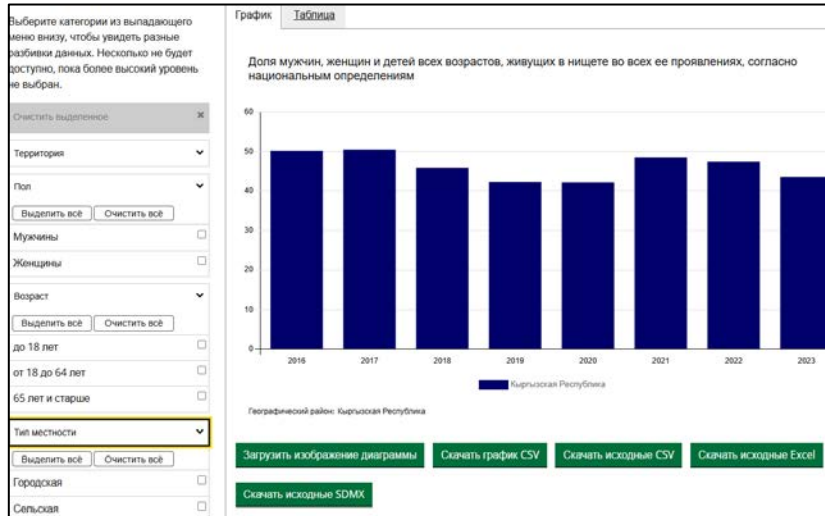 Выберите категории из выпадающего
меню внизу, чтобы увидеть разные
разбивки данных. Несколько не будет
доступно, пока более высокий уровень
не выбран.
Очистить выделенное ×
Территория
Пол
Выделить всё Очистить всё
Мужчины
Женщины
Возраст
Выделить всё Очистить всё
до 18 лет
от 18 до 64 лет
65 лет и старше
Тип местности
Выделить всё Очистить всё
Городская
Сельская
График Таблица
Доля мужчин, женщин и детей всех возрастов, живущих в нищете во всех ее проявлениях, согласно
национальным определениям
60
50
40
30
20
10
0
2016 2017 2018 2019 2020 2021 2022 2023
Кыргызская Республика
Географический район: Кыргызская Республика
Загрузить изображение диаграммы Скачать график CSV Скачать исходные CSV Скачать исходные Excel
Скачать исходные SDMX